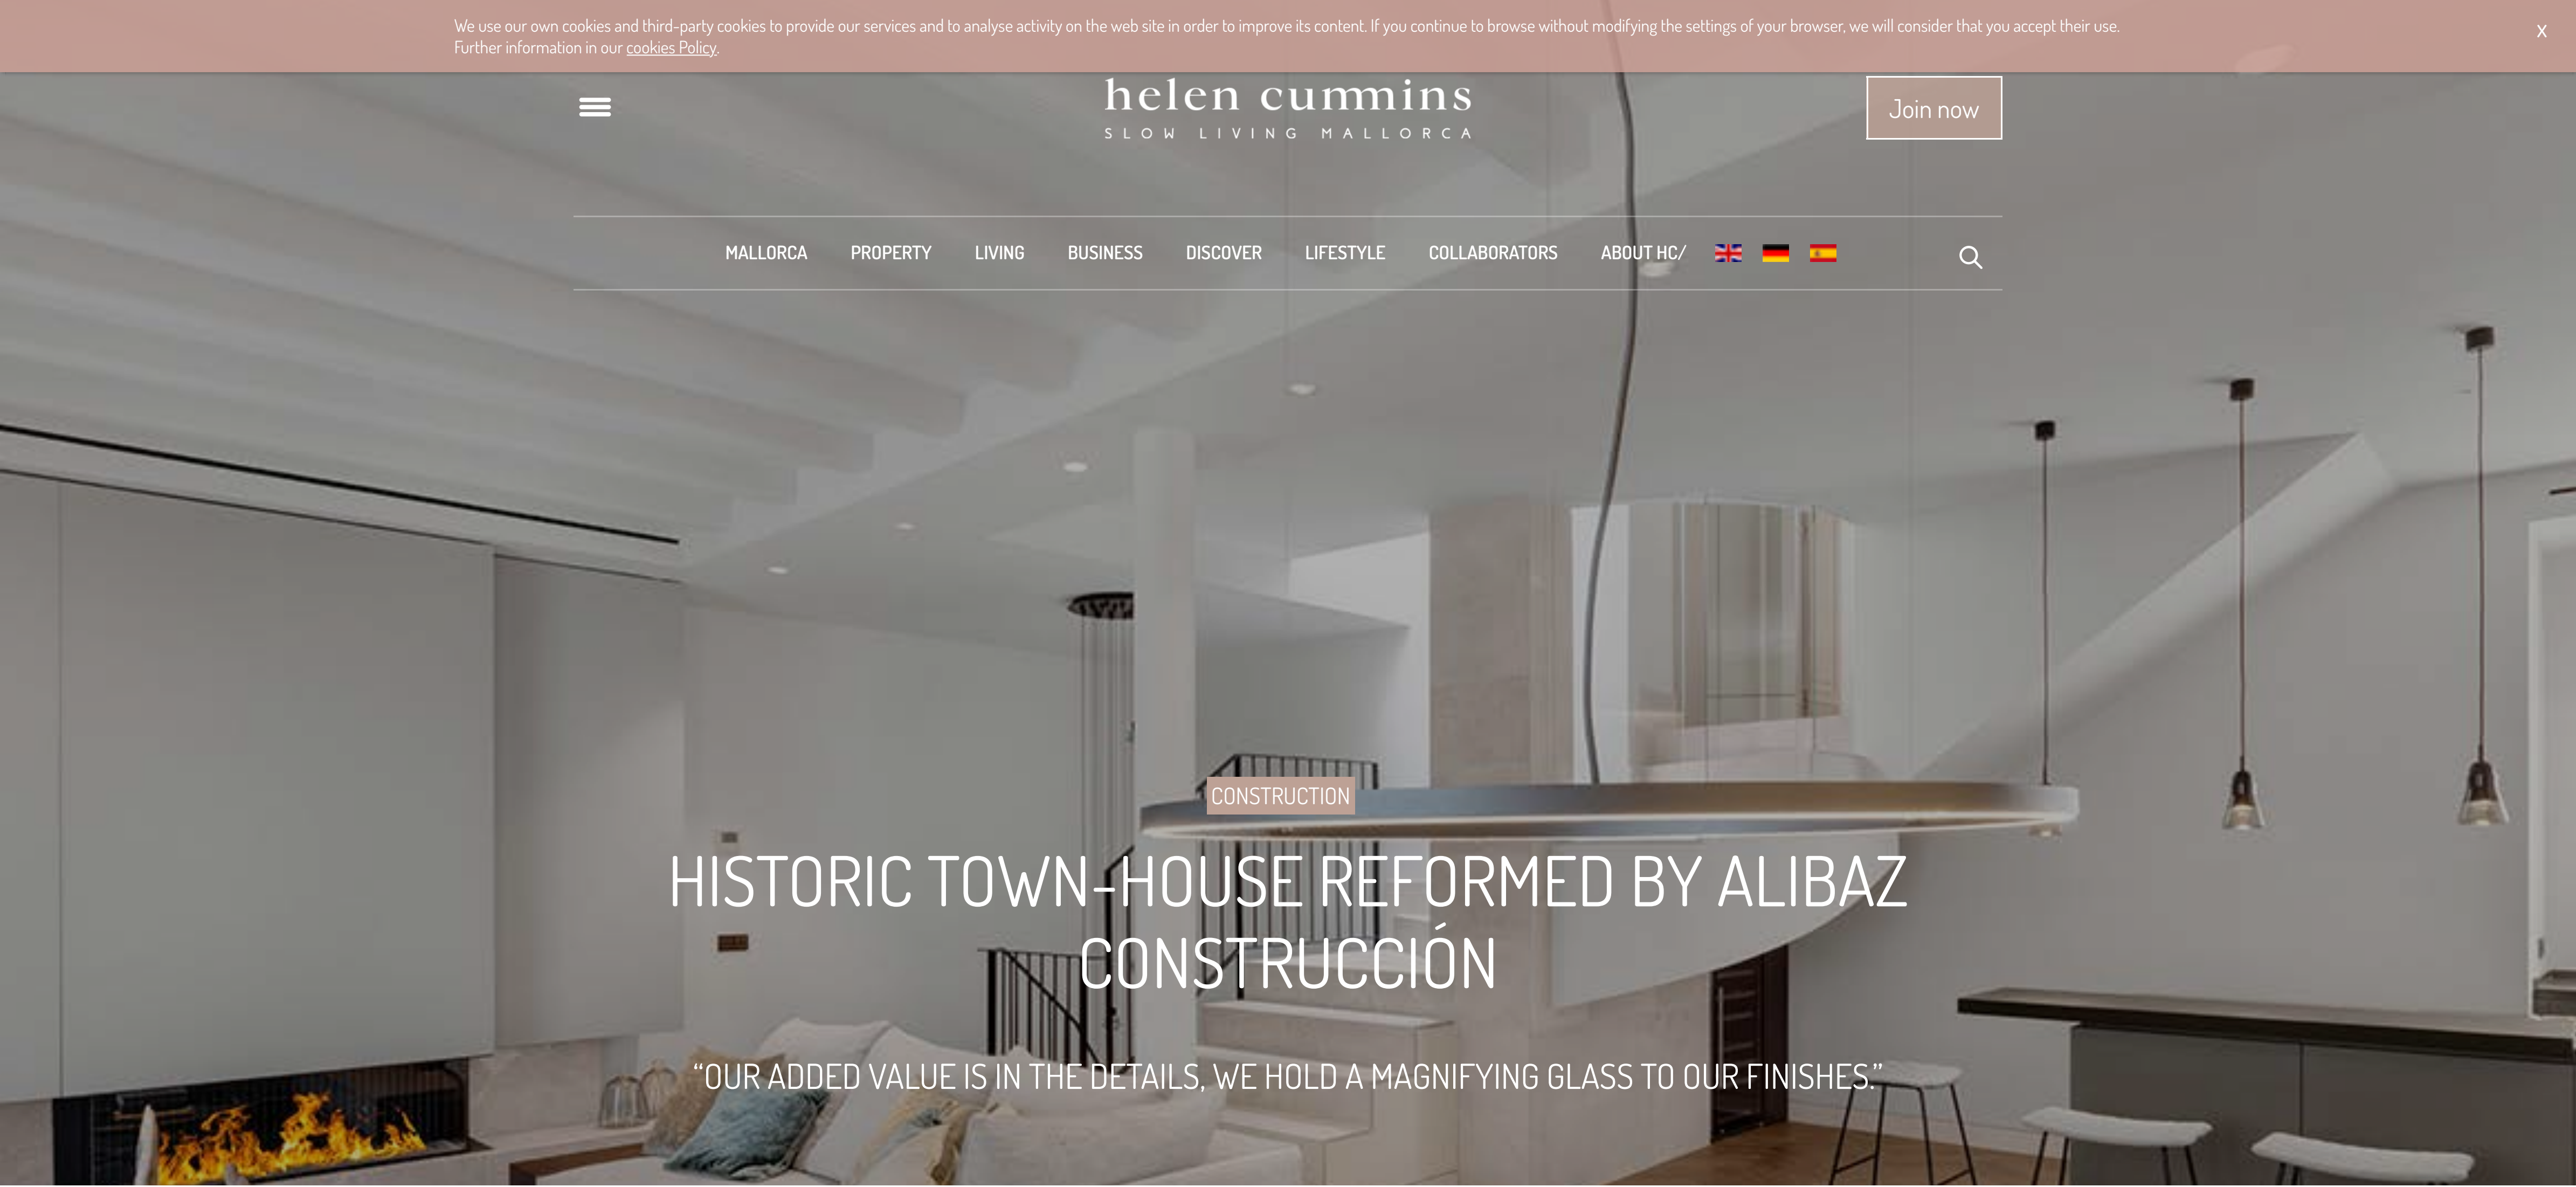 We use our own cookies and third-party cookies to provide our services and to analyse activity on the web site in order to improve its content. If you continue to browse without modifying the settings of your browser, we will consider that you accept their use.
Further information in our cookies Policy.
X
helen cummins
SLOW LIVING MALLORCA
Join now
MALLORCA PROPERTY LIVING BUSINESS DISCOVER LIFESTYLE COLLABORATORS ABOUT HC/
CONSTRUCTION
HISTORIC TOWN-HOUSE REFORMED BY ALIBAZ
CONSTRUCCIÓN
“OUR ADDED VALUE IS IN THE DETAILS, WE HOLD A MAGNIFYING GLASS TO OUR FINISHES.”